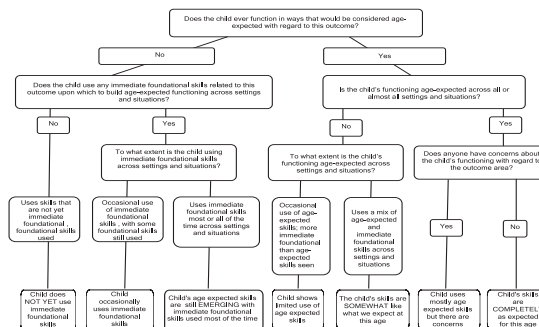 Does the child ever function in ways that would be considered age-
expected with regard to this outcome?
No
Yes
Does the child use any immediate foundational skills related to this
outcome upon which to build age-expected functioning across settings
and situations?
Is the child's functioning age-expected across all or
almost all settings and situations?
No
Yes
No
Yes
To what extent is the child using
immediate foundational skills
across settings and situations?
To what extent is the child's
functioning age-expected across
settings and situations?
Does anyone have concerns about
the child's functioning with regard to
the outcome area?
Uses skills that
are not yet
immediate
foundational ,
foundational skills
used
Occasional use
of immediate
foundational
skills , with some
foundational skills
still used
Uses immediate
foundational skills
most or all of
the time across
settings and
situations
Occasional
use of age-
expected
skills; more
immediate
foundational
than age-
expected
skills seen
Uses a mix of
age-expected
and
immediate
foundational
skills across
settings and
situations
Yes
No
Child does
NOT YET use
immediate
foundational
skills
Child
occasionally
uses immediate
foundational
skills
Child's age expected skills
are still EMERGING with
immediate foundational
skills used most of the time
Child shows
limited use of
age expected skills
The child's skills are
SOMEWHAT like
what we expect at
this age
Child uses
mostly age
expected skills
but there are
concerns
Child's skills
are
COMPLETELY
as expected
for this age